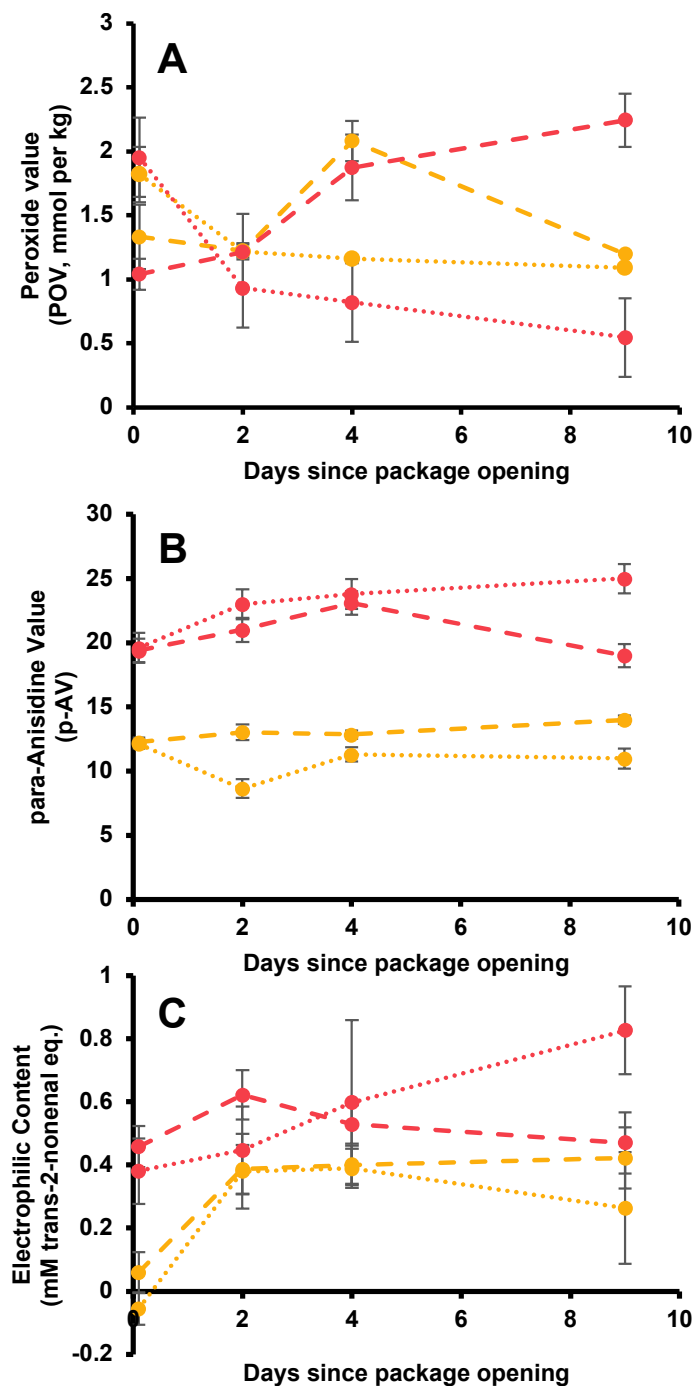 A
Peroxide value
(POV, mmol per kg)
3
2.5
2
1.5
1
0.5
0
0 2 4 6 8 10
Days since package opening
B
para-Anisidine Value
(p-AV)
30
25
20
15
10
5
0
0 2 4 6 8 10
Days since package opening
C
Electrophilic Content
(mM trans-2-nonenal eq.)
1
0.8
0.6
0.4
0.2
0
-0.2
0 2 4 6 8 10
Days since package opening